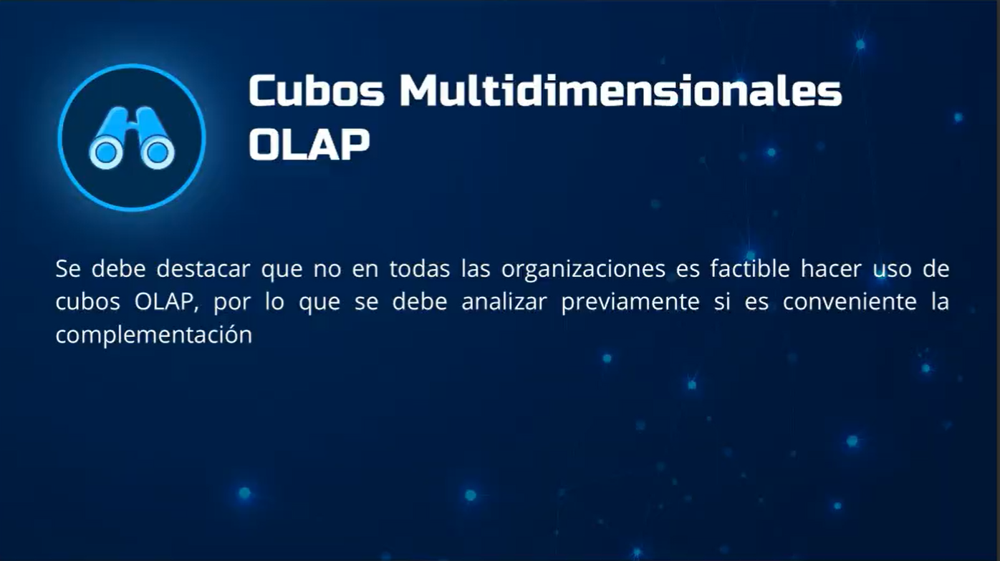 Cubos Multidimensionales
OLAP
Se debe destacar que no en todas las organizaciones es factible hacer uso de
cubos OLAP, por lo que se debe analizar previamente si es conveniente la
complementación